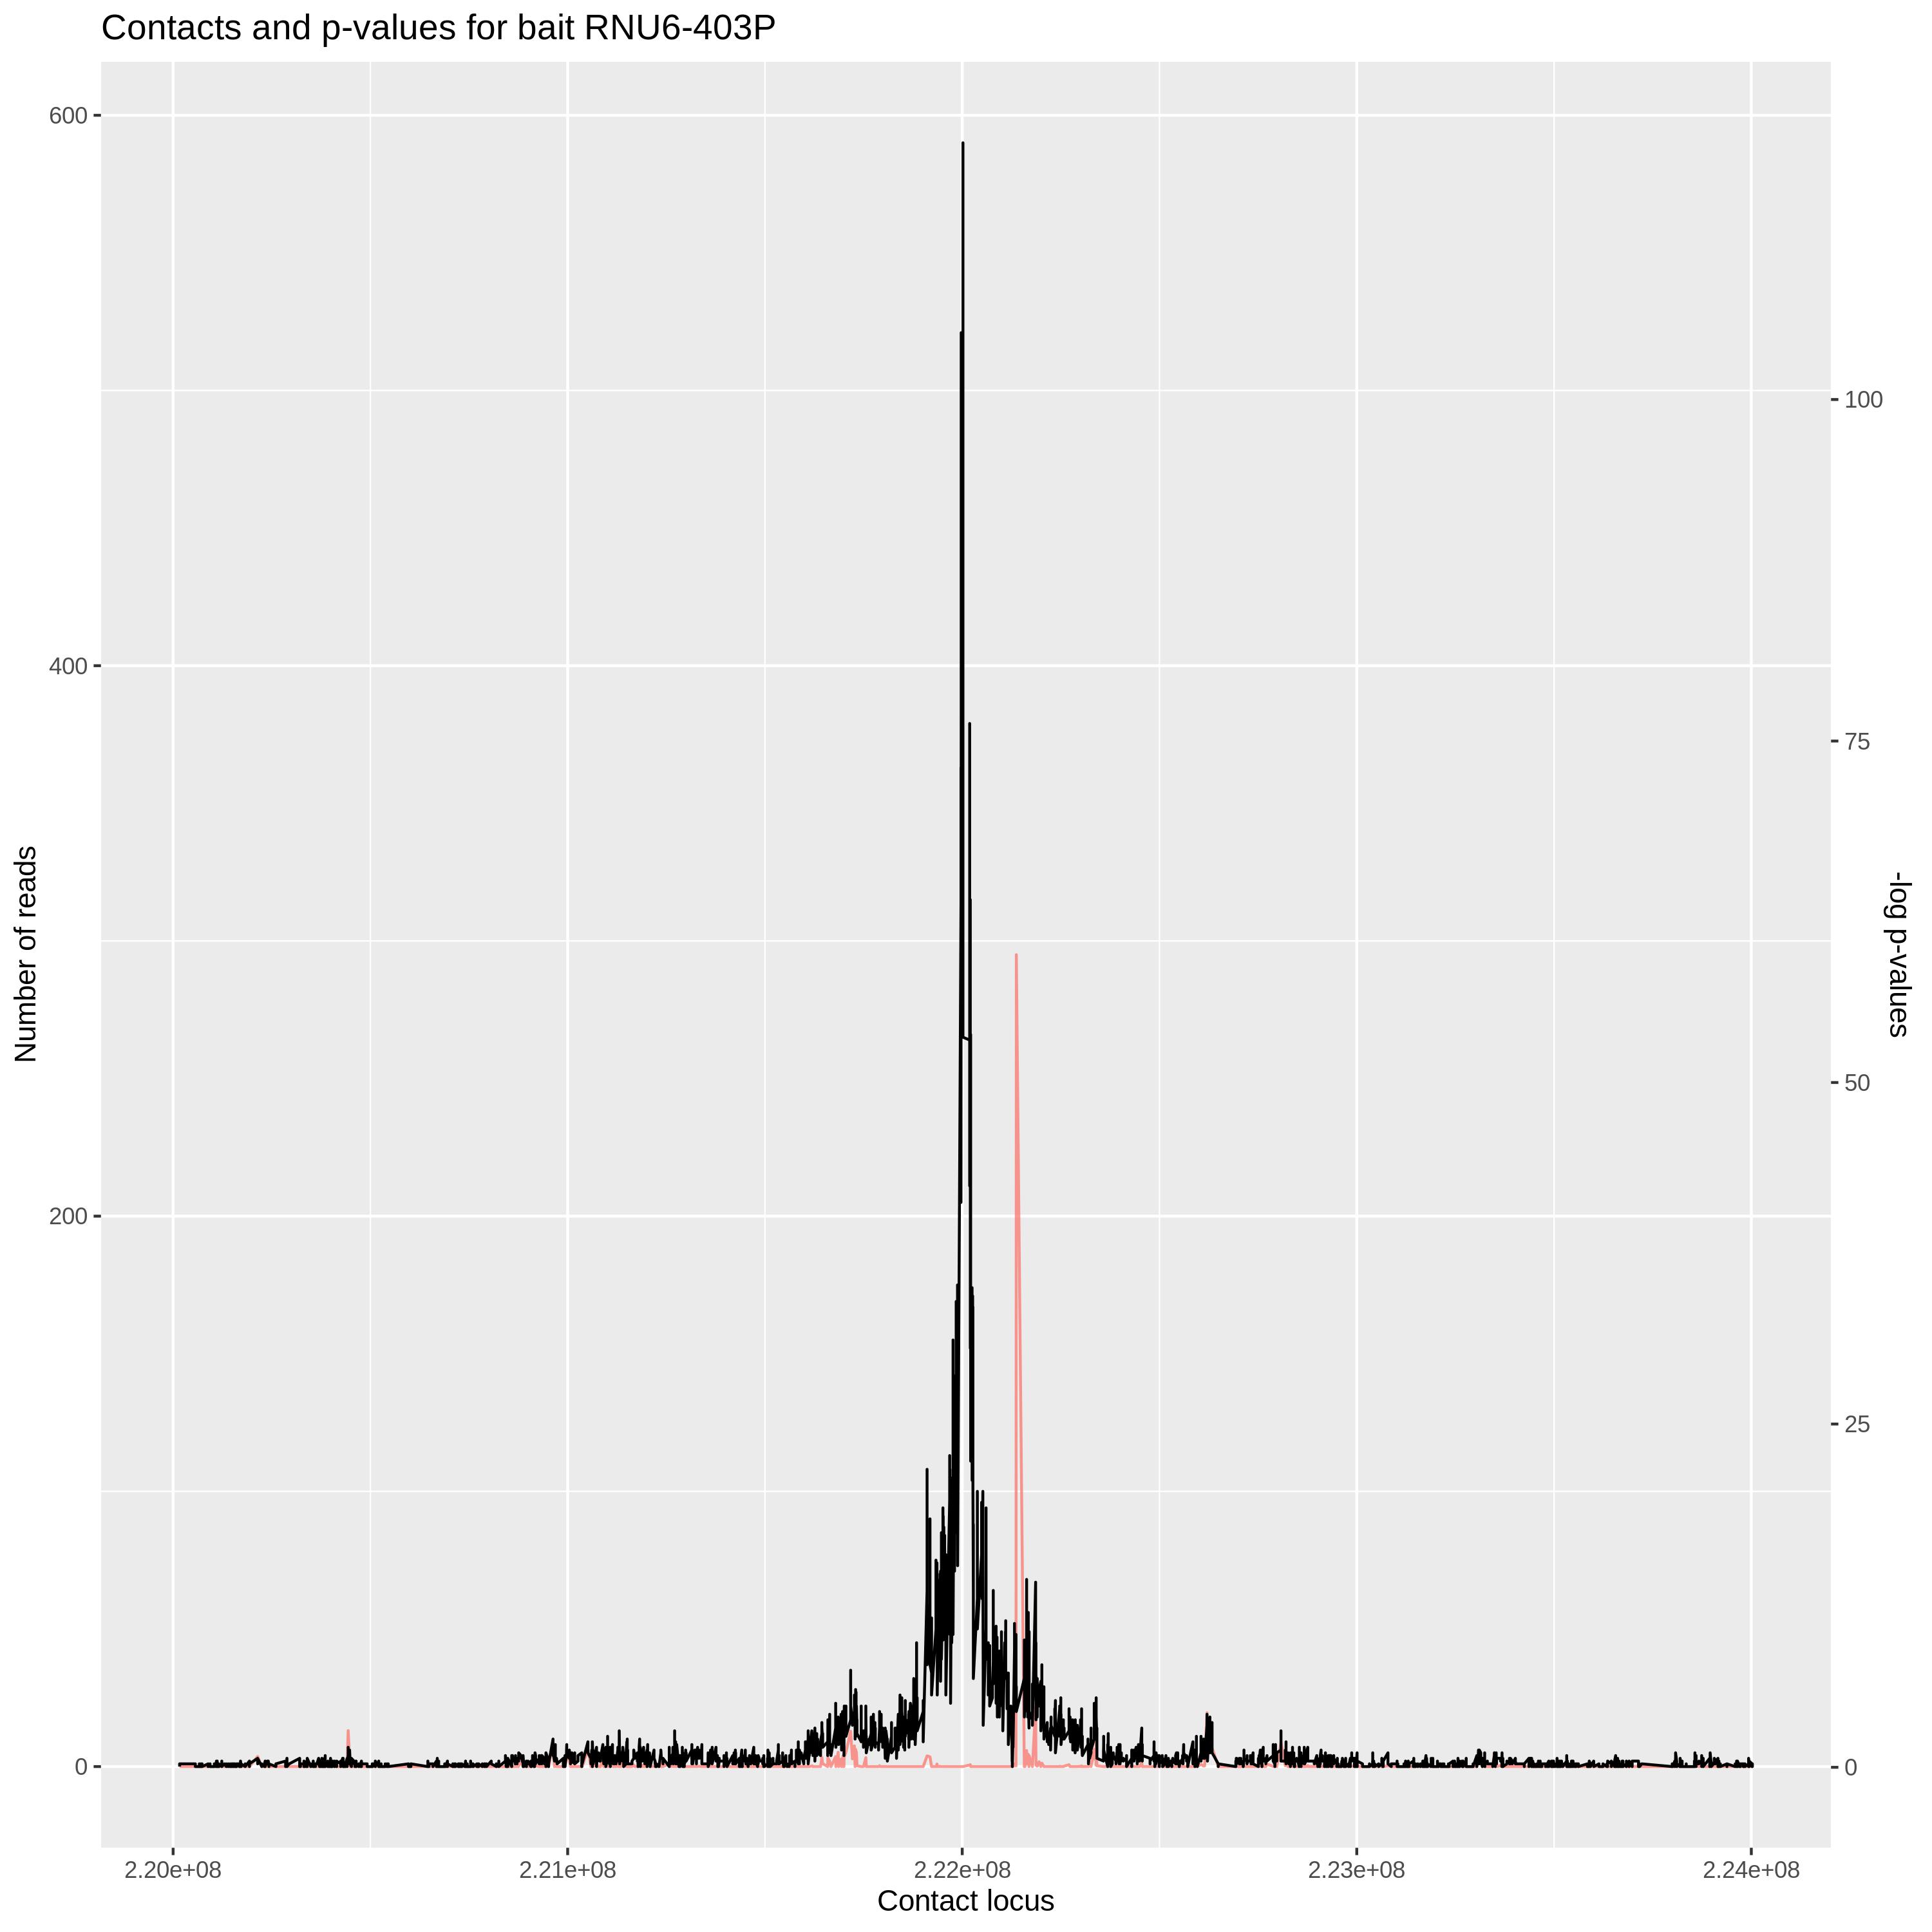 Contacts and p-values for bait RNU6-403P
600
400
200
0
Number of reads
100
75
50
25
0
-log p-values
2.20e+08
2.21e+08
2.22e+08
2.23e+08
2.24e+08
Contact locus